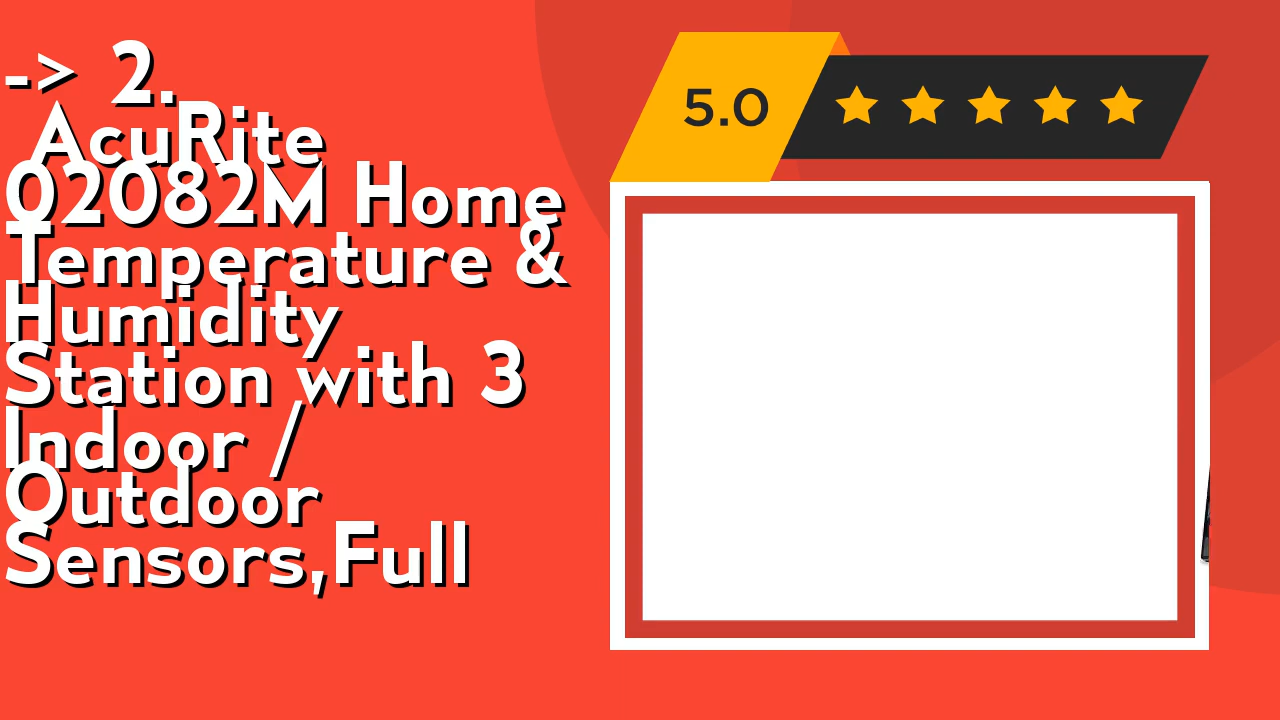 -> 2.
AcuRite
02082M Home
Temperature &
Humidity
Station with 3
Indoor /
Outdoor
Sensors,Full
5.0